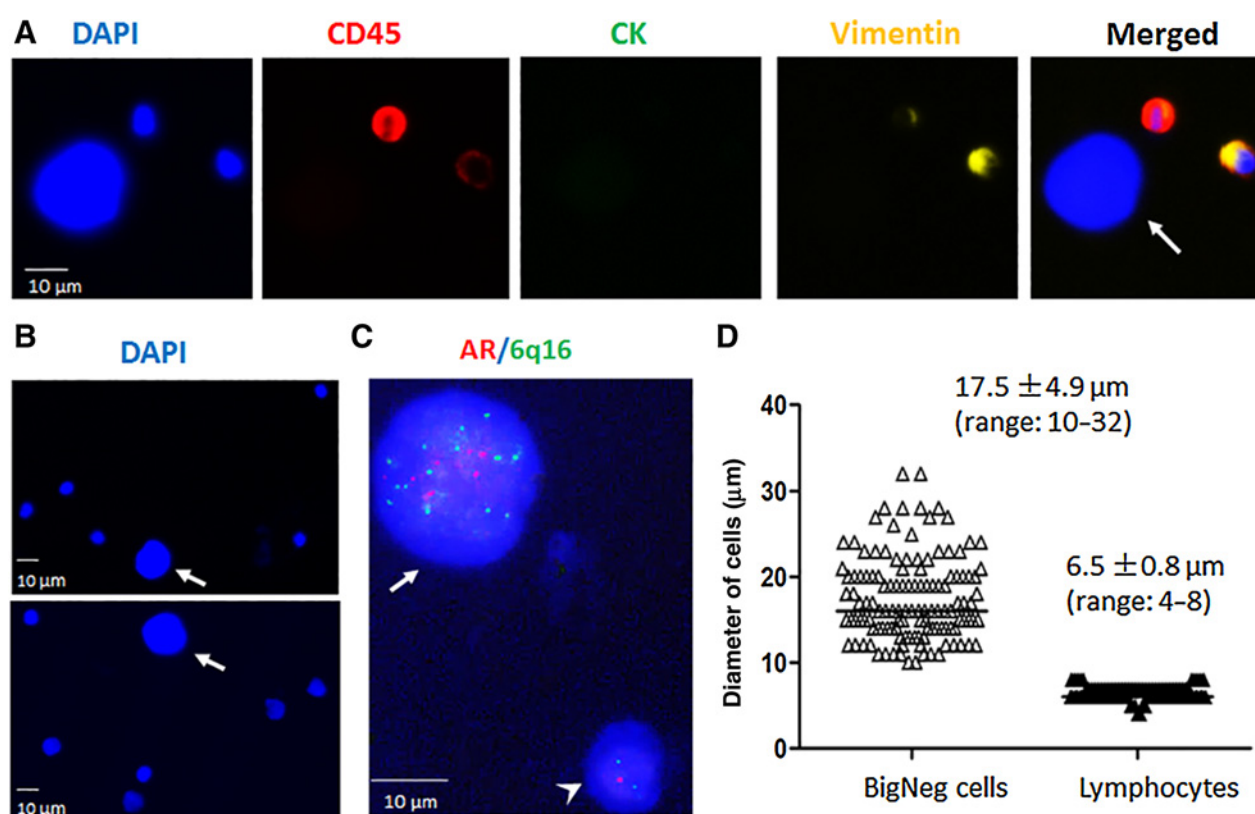 A
DAPI
CD45
CK
Vimentin
Merged
10 μm
B
DAPI
10 μm
10 μm
C
AR/6q16
10 μm
D
17.5 ±4.9 μm
(range: 10–32)
6.5 ±0.8 μm
(range: 4–8)
Diameter of cells (μm)
40
30
20
10
0
BigNeg cells
Lymphocytes